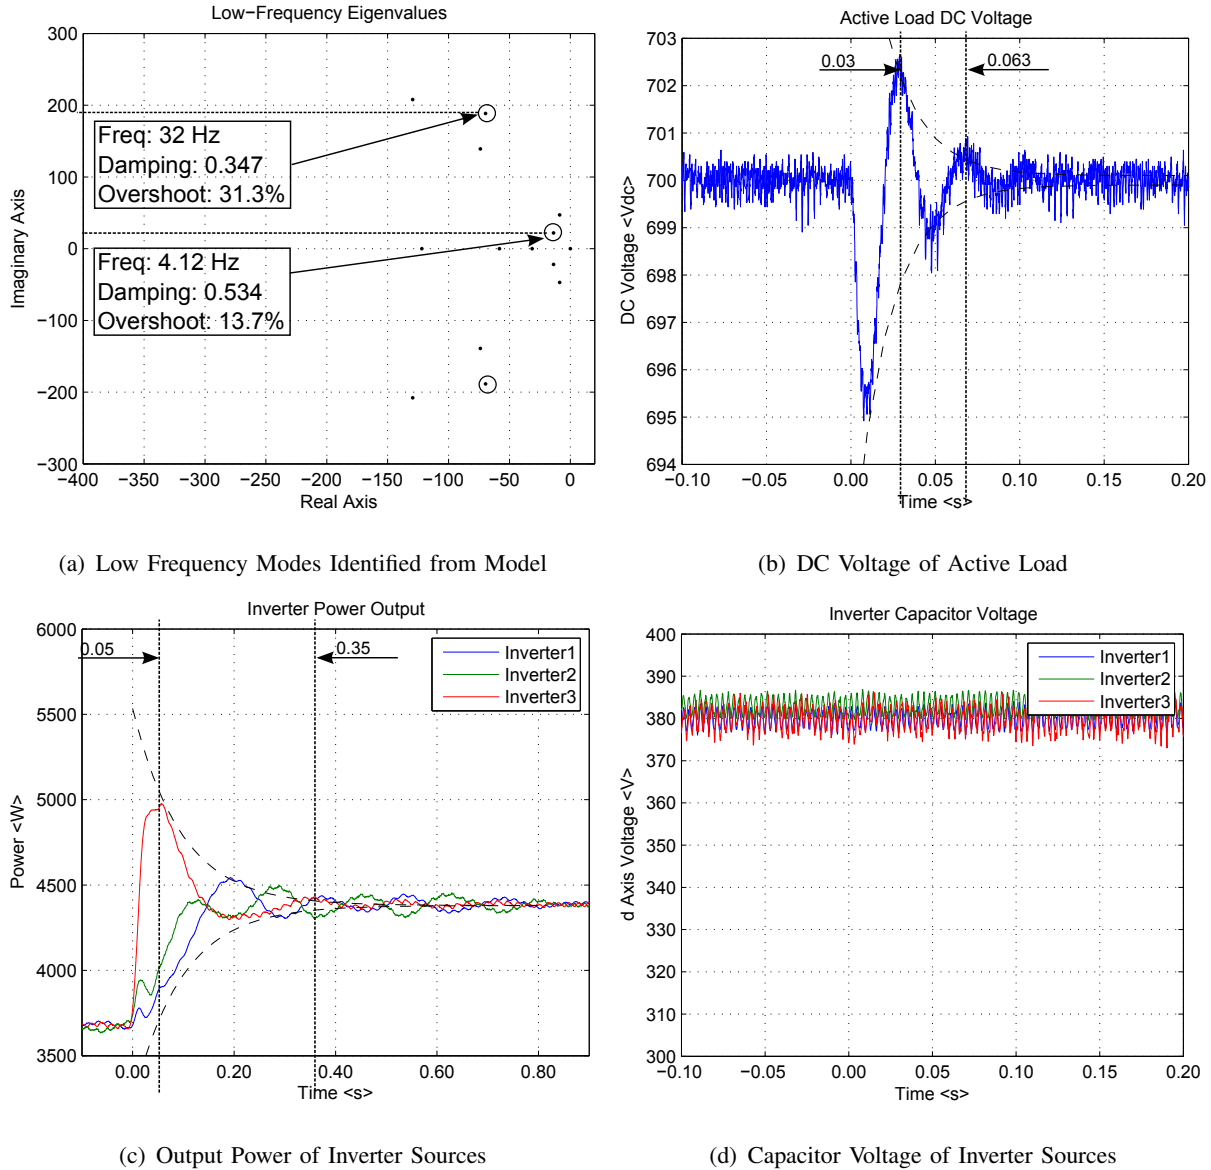 Low−Frequency Eigenvalues
300
200
100
0
−100
−200
−300
Imaginary Axis
Freq: 32 Hz
Damping: 0.347
Overshoot: 31.3%
Freq: 4.12 Hz
Damping: 0.534
Overshoot: 13.7%
−400 −350 −300 −250 −200 −150 −100 −50 0
Real Axis
(a) Low Frequency Modes Identified from Model
Active Load DC Voltage
703
702
701
700
699
698
697
696
695
694
DC Voltage <Vdc>
0.03
0.063
−0.10 −0.05 0.00 0.05 0.10 0.15 0.20
Time <s>
(b) DC Voltage of Active Load
Inverter Power Output
6000
5500
5000
4500
4000
3500
Power <W>
0.05
0.35
Inverter1
Inverter2
Inverter3
0.00 0.20 0.40 0.60 0.80
Time <s>
(c) Output Power of Inverter Sources
Inverter Capacitor Voltage
400
390
380
370
360
350
340
330
320
310
300
d Axis Voltage <V>
Inverter1
Inverter2
Inverter3
−0.10 −0.05 0.00 0.05 0.10 0.15 0.20
Time <s>
(d) Capacitor Voltage of Inverter Sources